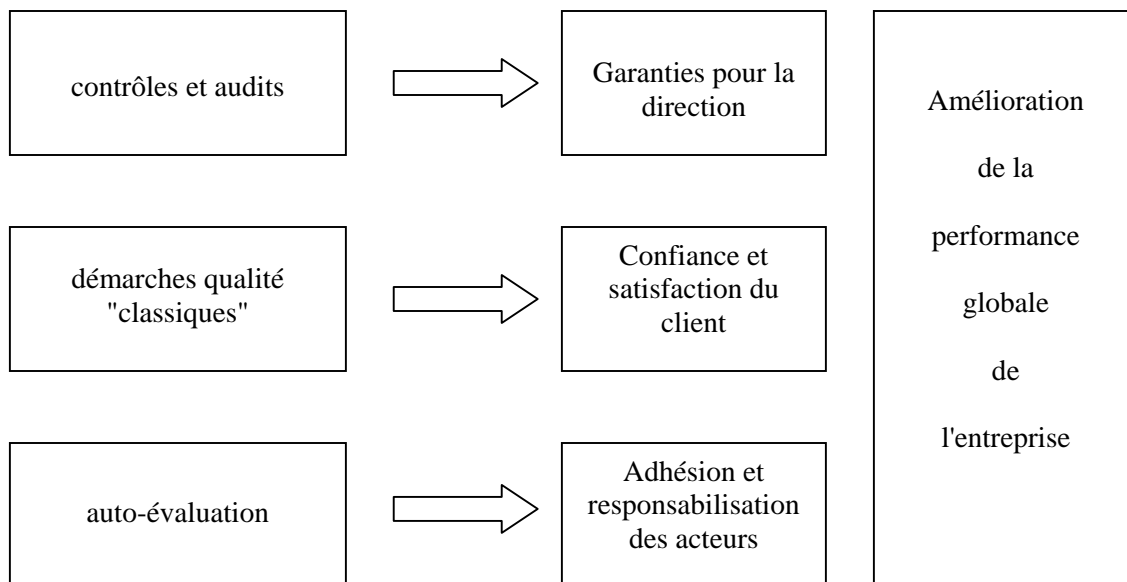 contrôles et audits
Garanties pour la
direction
démarches qualité
"classiques"
Confiance et
satisfaction du
client
auto-évaluation
Adhésion et
responsabilisation
des acteurs
Amélioration
de la
performance
globale
de
l'entreprise